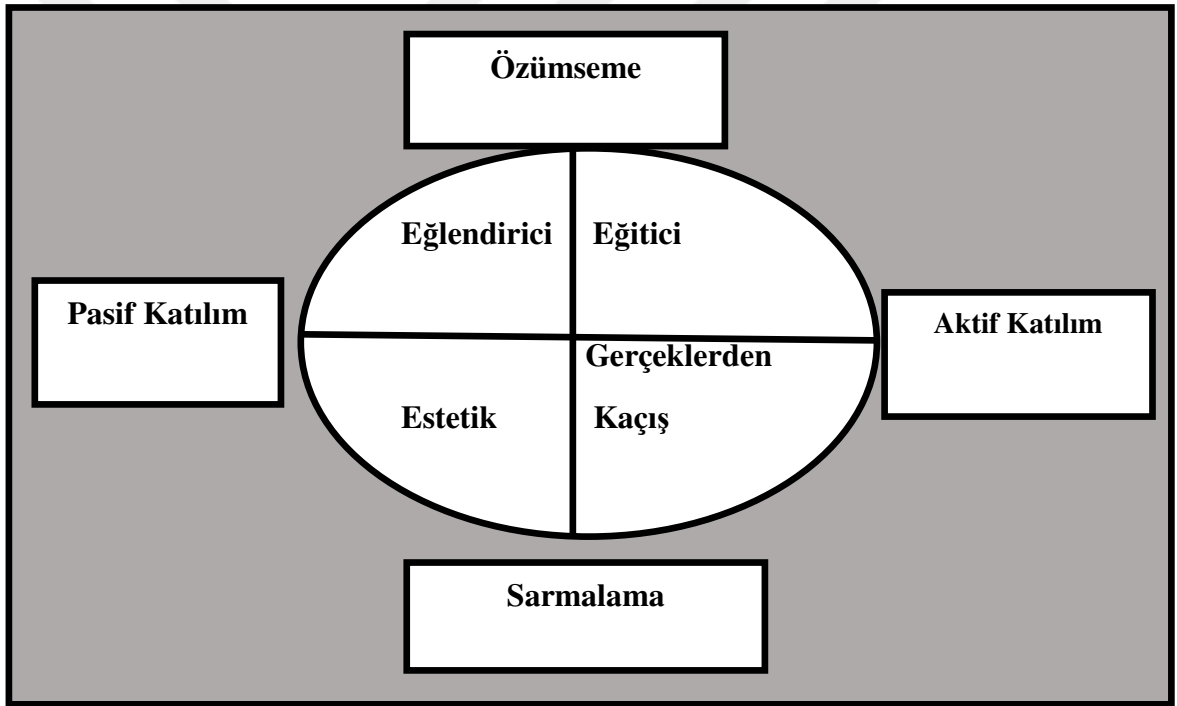 Özümseme
Eğlendirici
Eğitici
Pasif Katılım
Aktif Katılım
Gerçeklerden
Estetik
Kaçış
Sarmalama